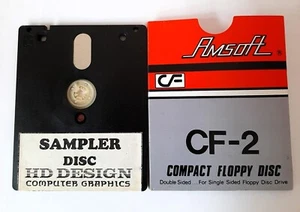 SAMPLER
DISC
HD DESIGN
COMPUTER GRAPHICS
AMSOFT
CF
CF-2
COMPACT FLOPPY DISC
Double Sided ... For Single Sided Floppy Disc Drive